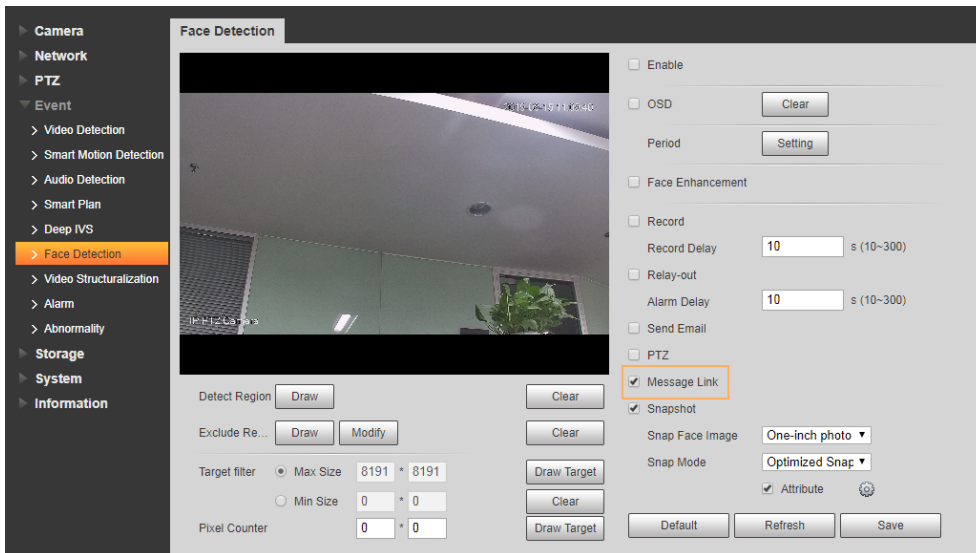 Camera
Network
PTZ
Event
Video Detection
Smart Motion Detection
Audio Detection
Smart Plan
Deep IVS
Face Detection
Video Structuralization
Alarm
Abnormality
Storage
System
Information
Face Detection
IP PTZ Camera
Detect Region Draw Clear
Exclude Re... Draw Modify Clear
Target filter Max Size 8191 * 8191 Draw Target
Min Size 0 * 0 Clear
Pixel Counter 0 * 0 Draw Target
Enable
OSD Clear
Period Setting
Face Enhancement
Record
Record Delay 10 s (10~300)
Relay-out
Alarm Delay 10 s (10~300)
Send Email
PTZ
Message Link
Snapshot
Snap Face Image One-inch photo
Snap Mode Optimized Snap
Attribute
Default Refresh Save